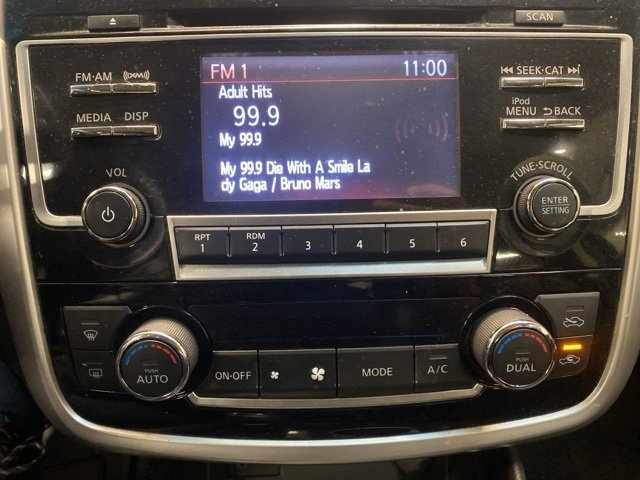 SCAN
FM·AM
((XM))
MEDIA DISP
VOL
FM 1 11:00
Adult Hits
99.9
My 99.9
My 99.9 Die With A Smile La
dy Gaga / Bruno Mars
SEEK·CAT
iPod
MENU BACK
TUNE·SCROLL
ENTER
SETTING
RPT
1
RDM
2
3
4
5
6
PUSH
AUTO
ON·OFF
MODE
A/C
PUSH
DUAL